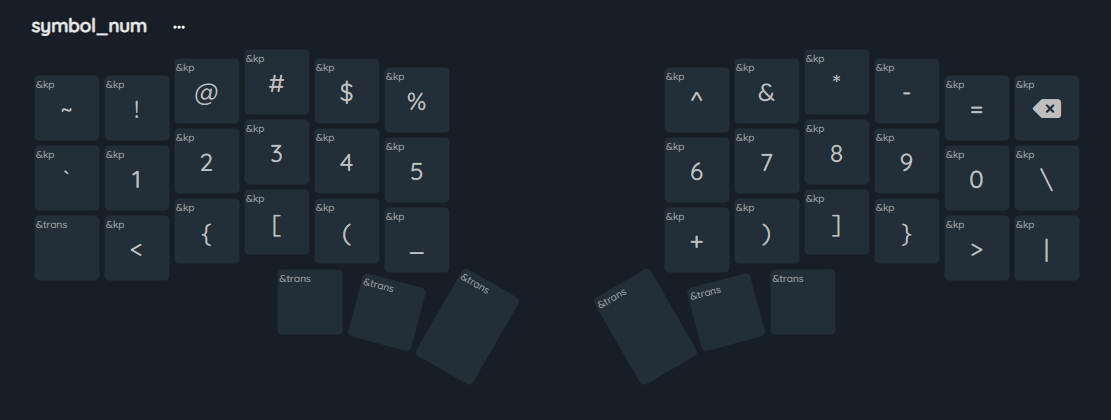 symbol_num ...
&kp &kp &kp &kp &kp &kp &kp &kp &kp &kp &kp &kp
~ ! @ # $ % ^ & * - = ⌫
&kp &kp &kp &kp &kp &kp &kp &kp &kp &kp &kp &kp
` 1 2 3 4 5 6 7 8 9 0 \
&trans &kp &kp &kp &kp &kp &kp &kp &kp &kp &kp &kp
< { [ ( _ + ) ] } > |
&trans &trans &trans &trans &trans &trans